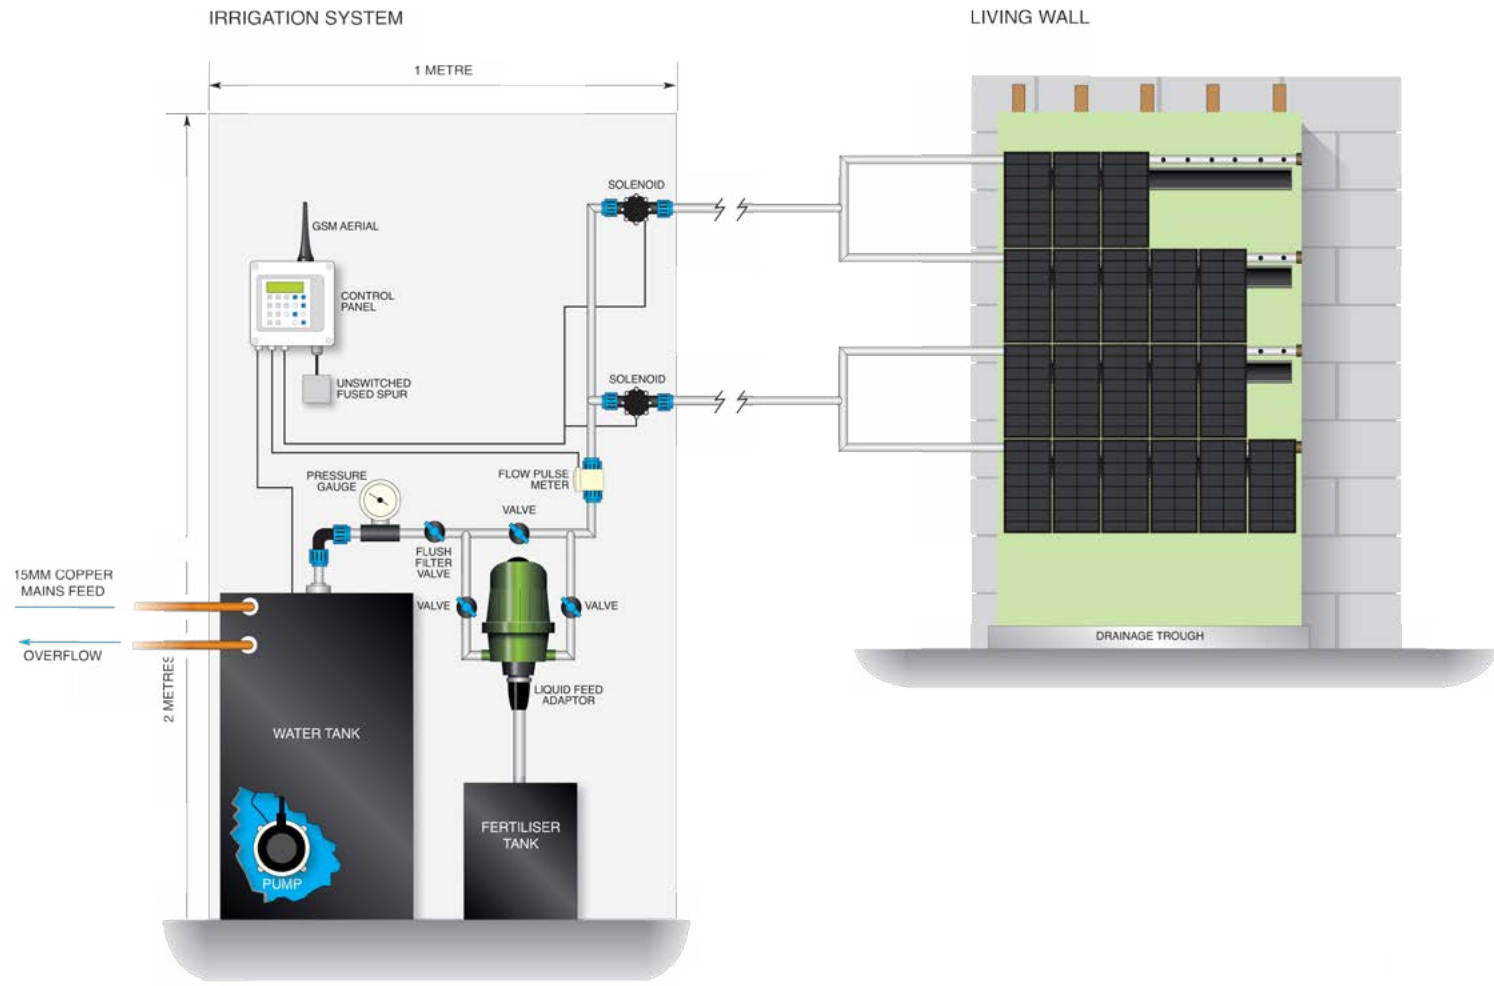 IRRIGATION SYSTEM
LIVING WALL
1 METRE
SOLENOID
GSM AERIAL
CONTROL
PANEL
UNSWITCHED
FUSED SPUR
SOLENOID
PRESSURE
GAUGE
FLOW PULSE
METER
VALVE
FLUSH
FILTER
VALVE
15MM COPPER
MAINS FEED
VALVE
VALVE
OVERFLOW
2 METRES
LIQUID FEED
ADAPTOR
WATER TANK
FERTILISER
TANK
PUMP
DRAINAGE TROUGH